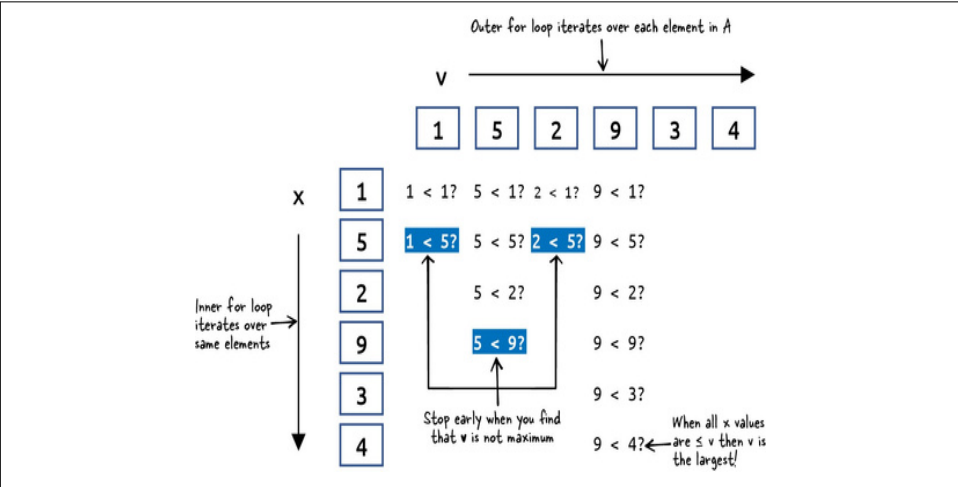 Outer for loop iterates over each element in A
v
1 5 2 9 3 4
x 1 1 < 1? 5 < 1? 2 < 1? 9 < 1?
5 1 < 5? 5 < 5? 2 < 5? 9 < 5?
2 5 < 2? 9 < 2?
Inner for loop
iterates over
same elements
9 5 < 9? 9 < 9?
3 9 < 3?
Stop early when you find
that v is not maximum
4 9 < 4?
When all x values
are ≤ v then v is
the largest!